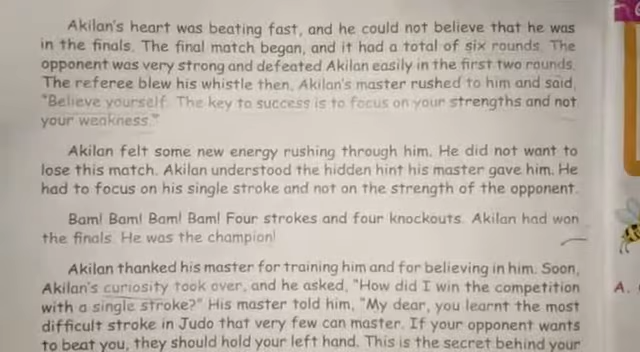 Akilan's heart was beating fast, and he could not believe that he was
in the finals. The final match began, and it had a total of six rounds. The
opponent was very strong and defeated Akilan easily in the first two rounds.
The referee blew his whistle then, Akilan's master rushed to him and said,
"Believe yourself. The key to success is to focus on your strengths and not
your weakness."
Akilan felt some new energy rushing through him. He did not want to
lose this match. Akilan understood the hidden hint his master gave him. He
had to focus on his single stroke and not on the strength of the opponent.
Bam! Bam! Bam! Bam! Four strokes and four knockouts. Akilan had won
the finals. He was the champion!
Akilan thanked his master for training him and for believing in him. Soon,
Akilan's curiosity took over, and he asked, "How did I win the competition
with a single stroke?" His master told him, "My dear, you learnt the most
difficult stroke in Judo that very few can master. If your opponent wants
to beat you, they should hold your left hand. This is the secret behind your
A.